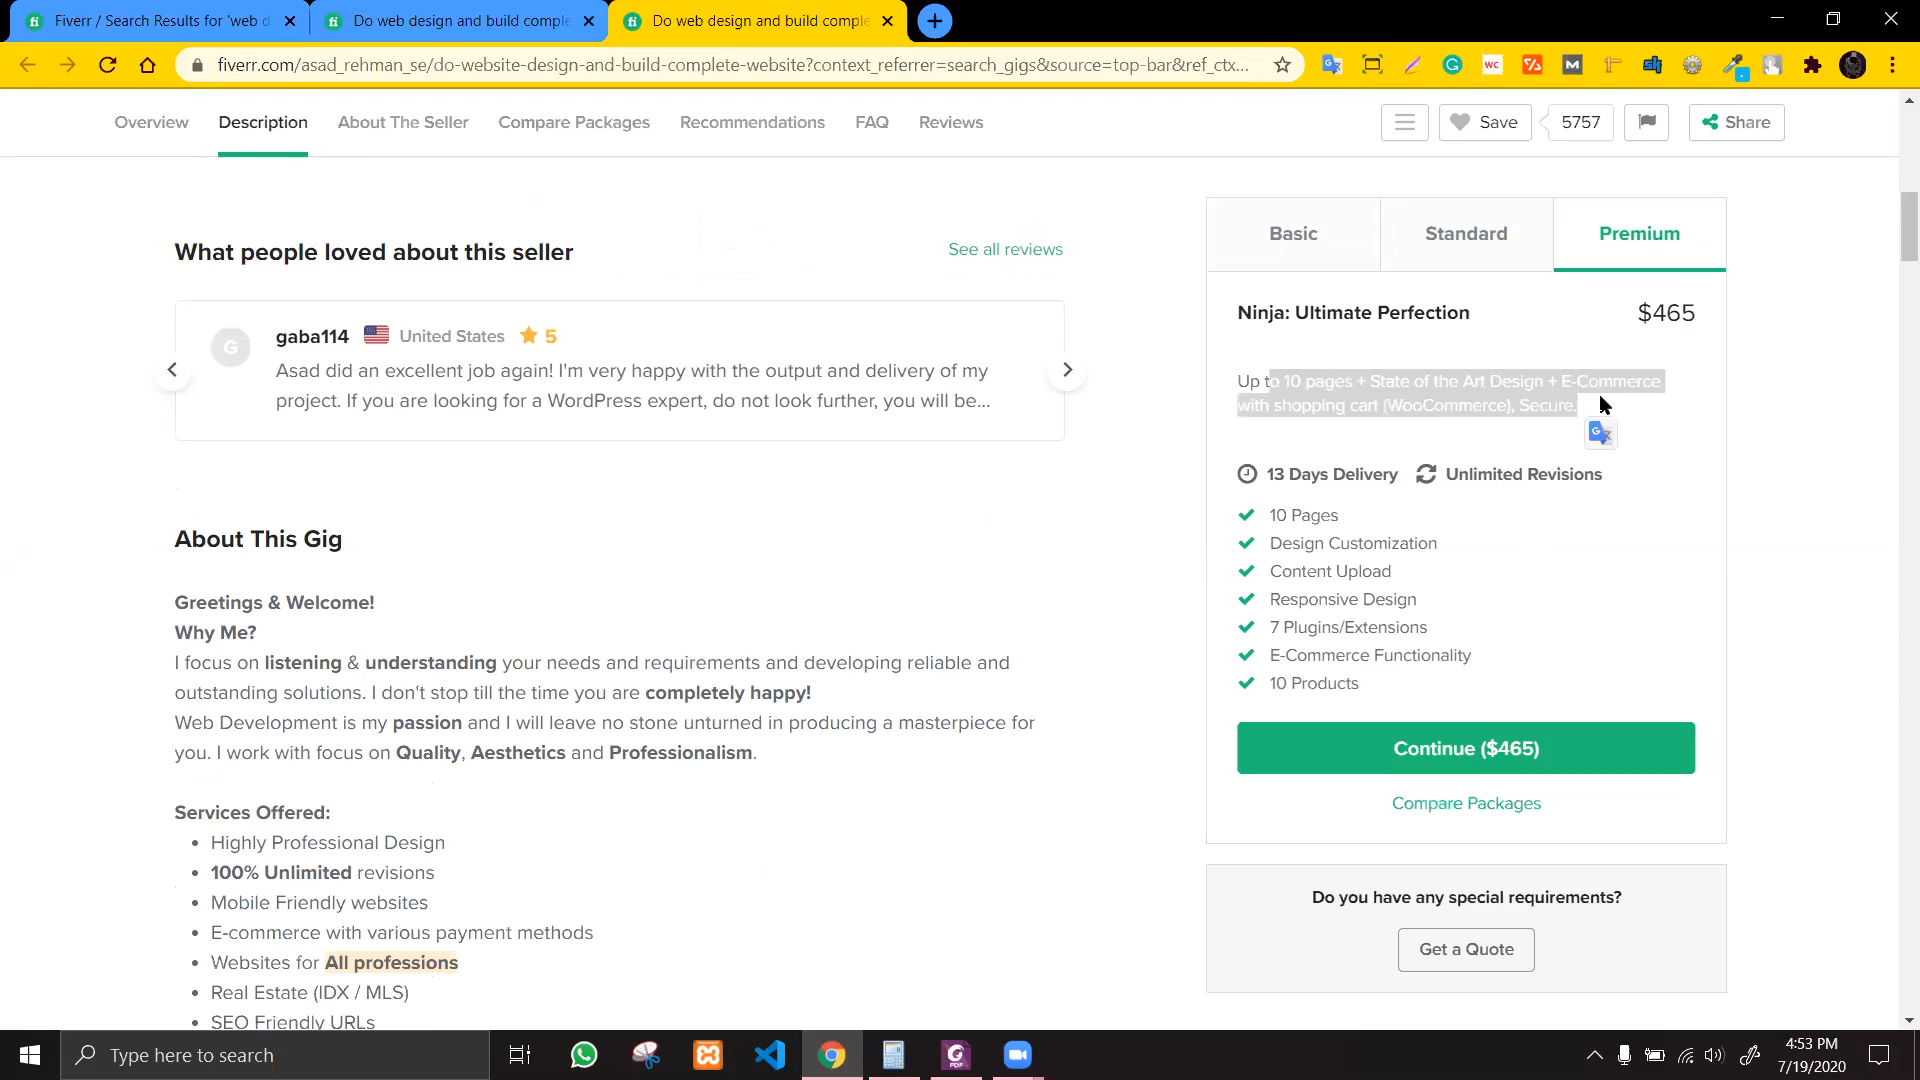 Fiverr / Search Results for 'web d
Do web design and build comple
Do web design and build comple
fiverr.com/asad_rehman_se/do-website-design-and-build-complete-website?context_referrer=search_gigs&source=top-bar&ref_ctx...
Overview
Description
About The Seller
Compare Packages
Recommendations
FAQ
Reviews
Save
5757
Share
What people loved about this seller
See all reviews
G
gaba114
United States
5
Asad did an excellent job again! I'm very happy with the output and delivery of my
project. If you are looking for a WordPress expert, do not look further, you will be...
About This Gig
Greetings & Welcome!
Why Me?
I focus on listening & understanding your needs and requirements and developing reliable and
outstanding solutions. I don't stop till the time you are completely happy!
Web Development is my passion and I will leave no stone unturned in producing a masterpiece for
you. I work with focus on Quality, Aesthetics and Professionalism.
Services Offered:
Highly Professional Design
100% Unlimited revisions
Mobile Friendly websites
E-commerce with various payment methods
Websites for All professions
Real Estate (IDX / MLS)
SEO Friendly URLs
Basic
Standard
Premium
Ninja: Ultimate Perfection
$465
Up to 10 pages + State of the Art Design + E-Commerce
with shopping cart (WooCommerce), Secure.
13 Days Delivery
Unlimited Revisions
10 Pages
Design Customization
Content Upload
Responsive Design
7 Plugins/Extensions
E-Commerce Functionality
10 Products
Continue ($465)
Compare Packages
Do you have any special requirements?
Get a Quote
Type here to search
4:53 PM
7/19/2020